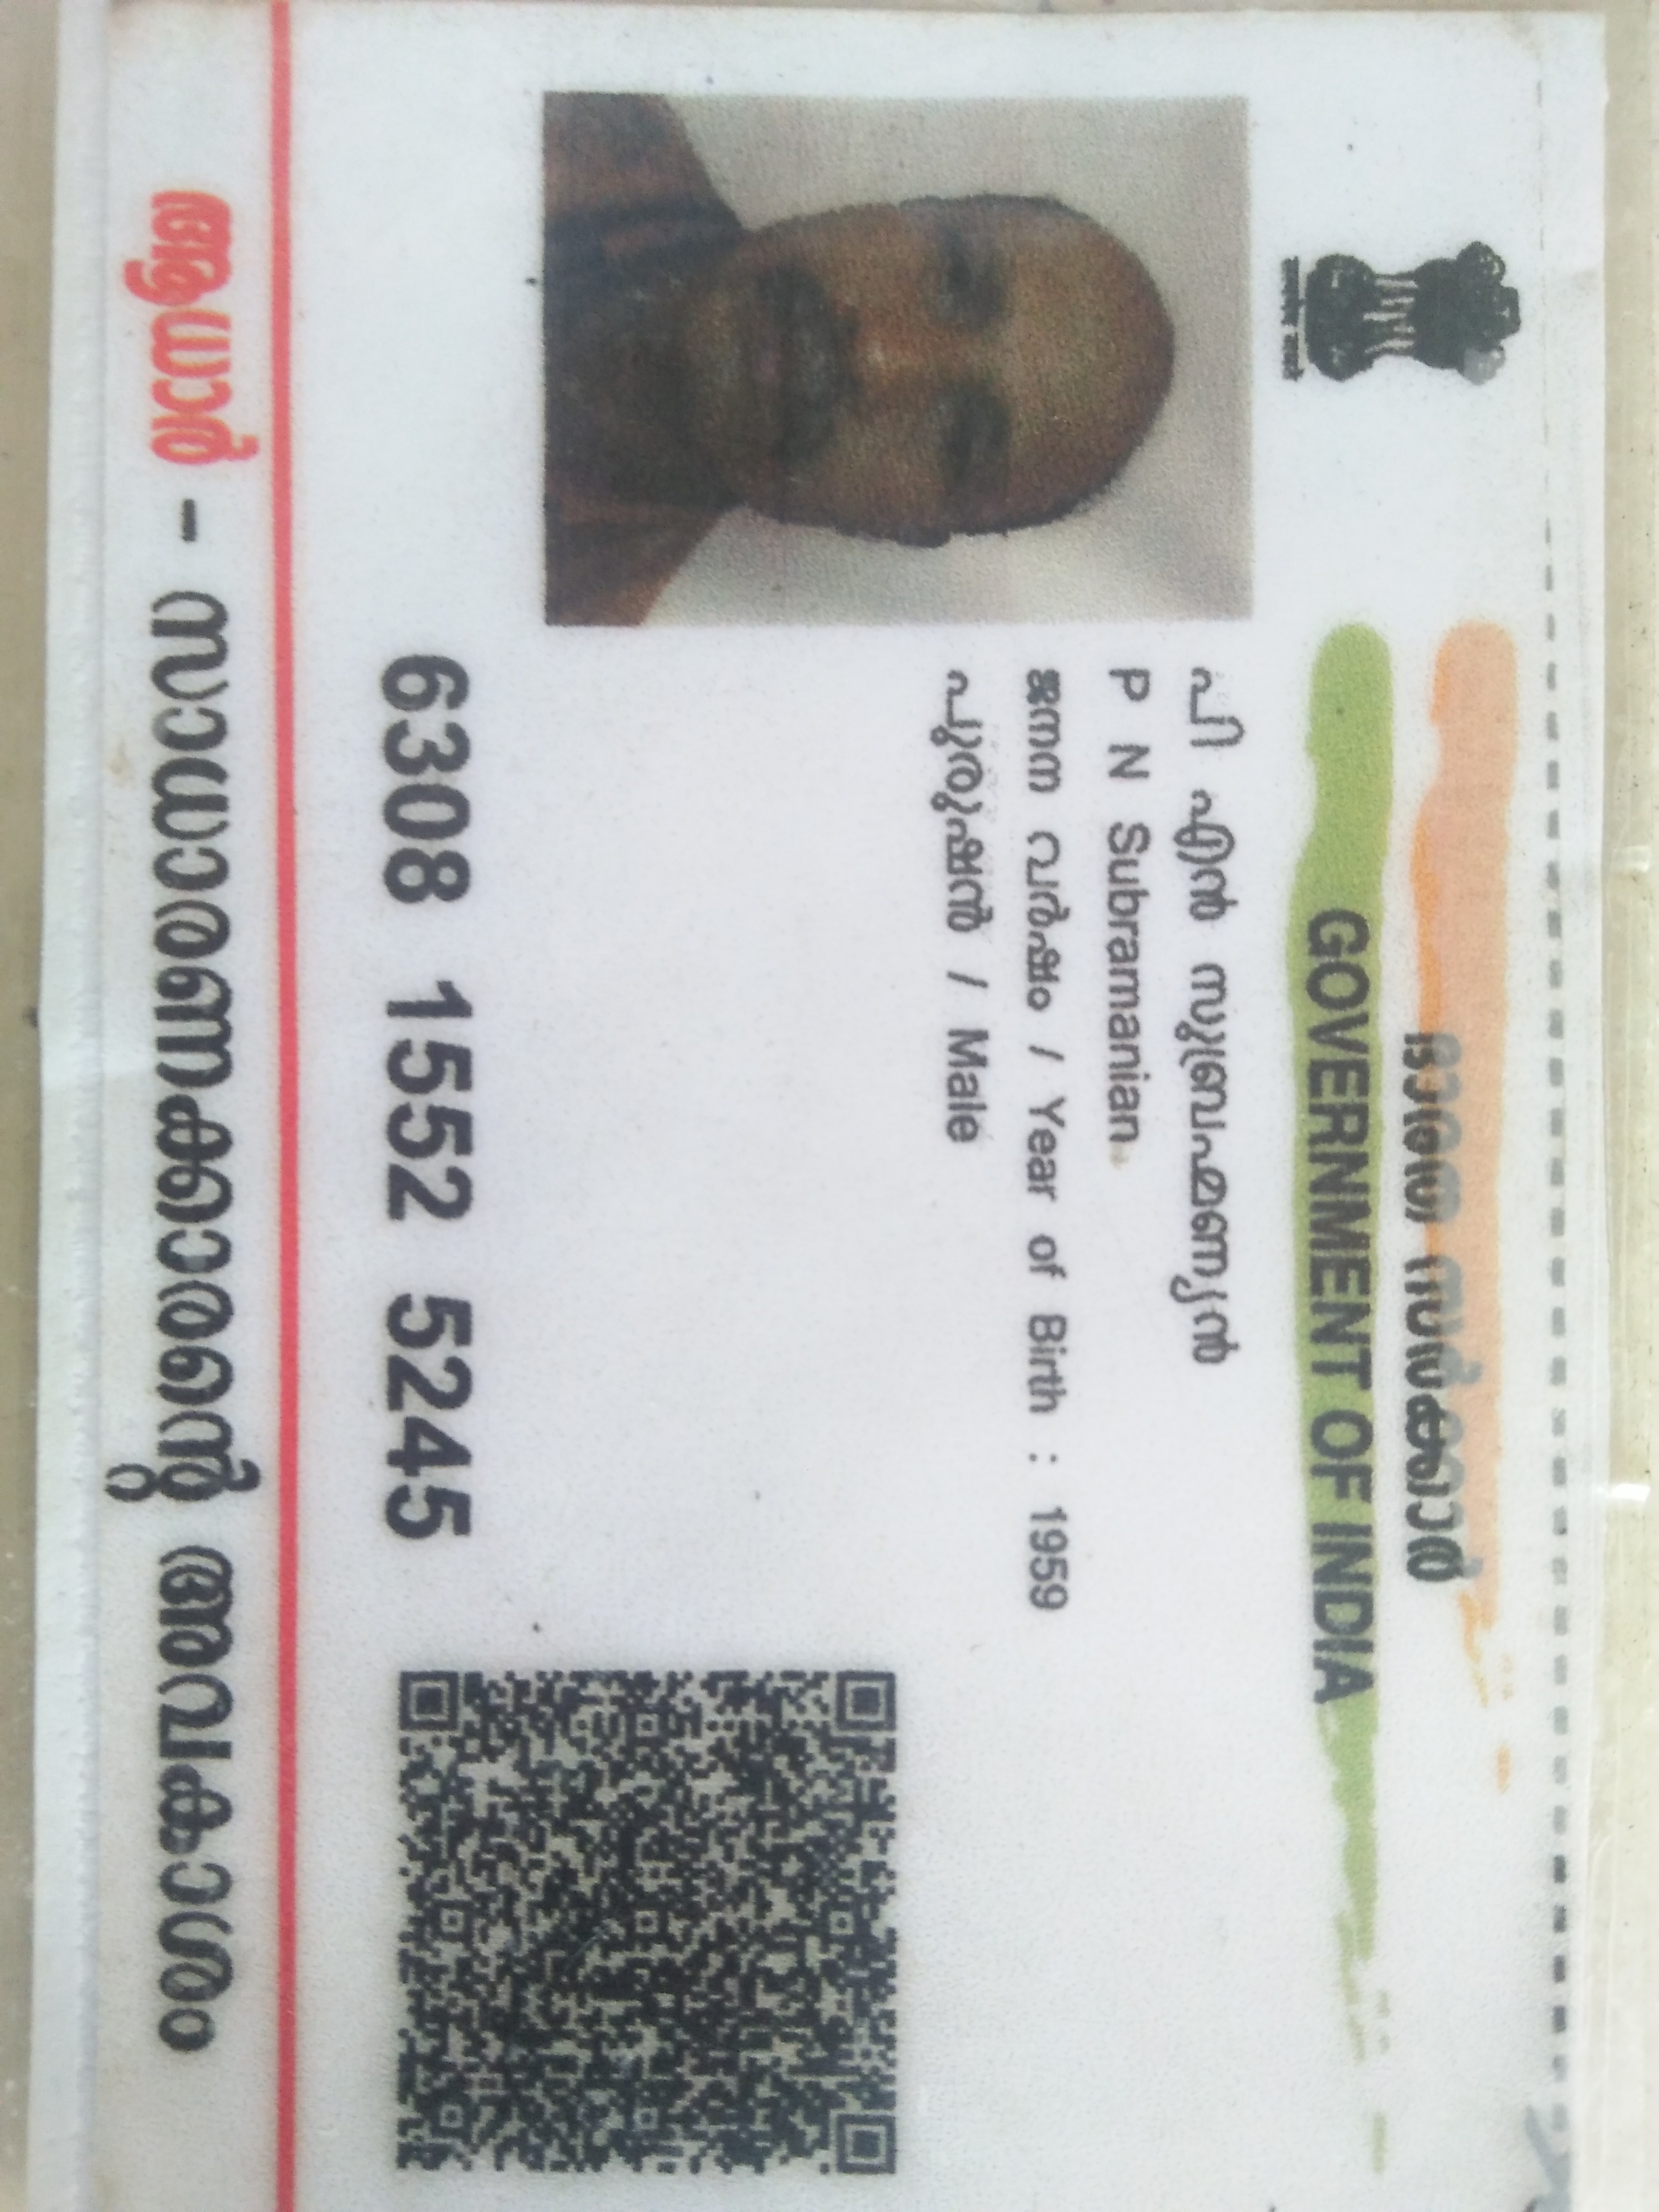 ഭാരത സർക്കാർ
GOVERNMENT OF INDIA
പി എൻ സുബ്രഹ്മണ്യൻ
P N Subramanian
ജനന വർഷം / Year of Birth : 1959
പുരുഷൻ / Male
6308 1552 5245
ആധാർ - സാധാരണക്കാരന്റെ അവകാശം